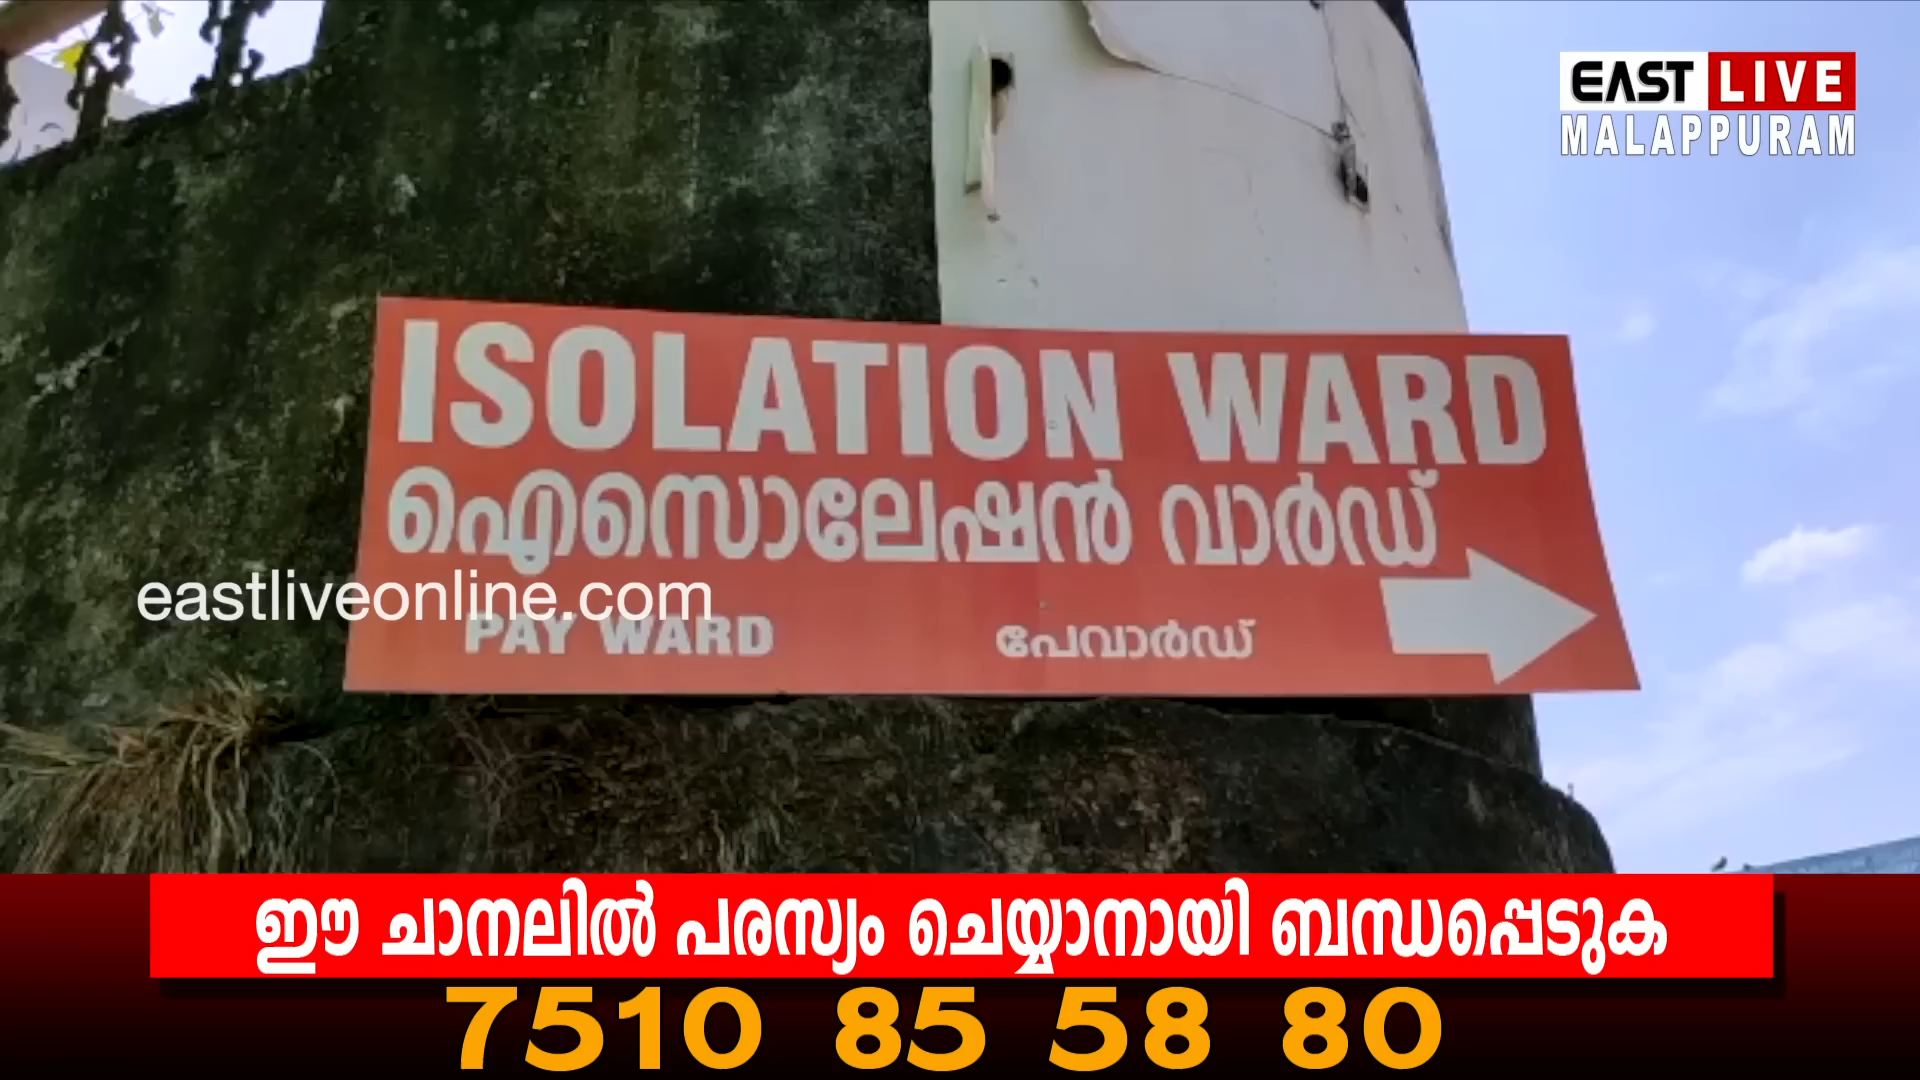 EAST LIVE
MALAPPURAM
ISOLATION WARD
ഐസൊലേഷൻ വാർഡ്
eastliveonline.com
PAY WARD പേവാർഡ്
ഈ ചാനലിൽ പരസ്യം ചെയ്യാനായി ബന്ധപ്പെടുക
7510 85 58 80